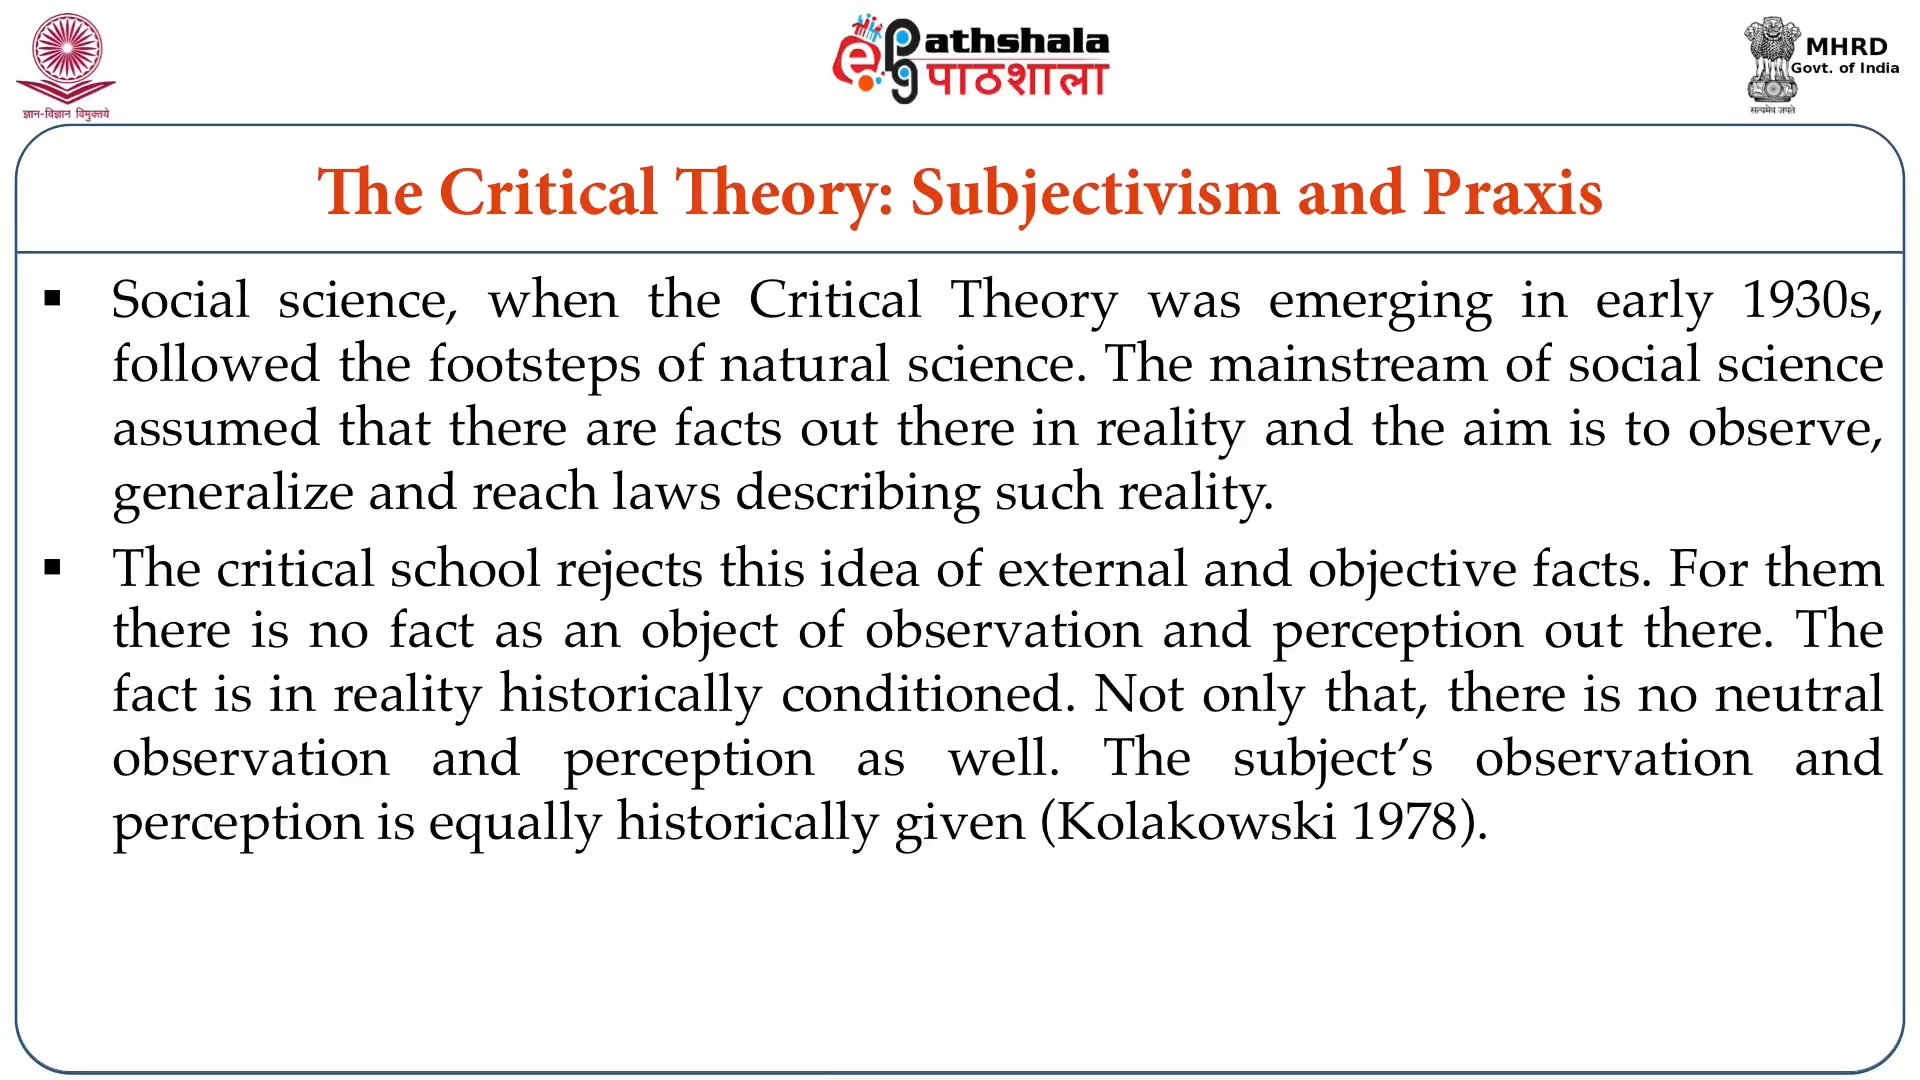 ज्ञान-विज्ञान विमुक्तये
ePG Pathshala
पाठशाला
MHRD
Govt. of India
सत्यमेव जयते
The Critical Theory: Subjectivism and Praxis
▪ Social science, when the Critical Theory was emerging in early 1930s,
followed the footsteps of natural science. The mainstream of social science
assumed that there are facts out there in reality and the aim is to observe,
generalize and reach laws describing such reality.
▪ The critical school rejects this idea of external and objective facts. For them
there is no fact as an object of observation and perception out there. The
fact is in reality historically conditioned. Not only that, there is no neutral
observation and perception as well. The subject’s observation and
perception is equally historically given (Kolakowski 1978).